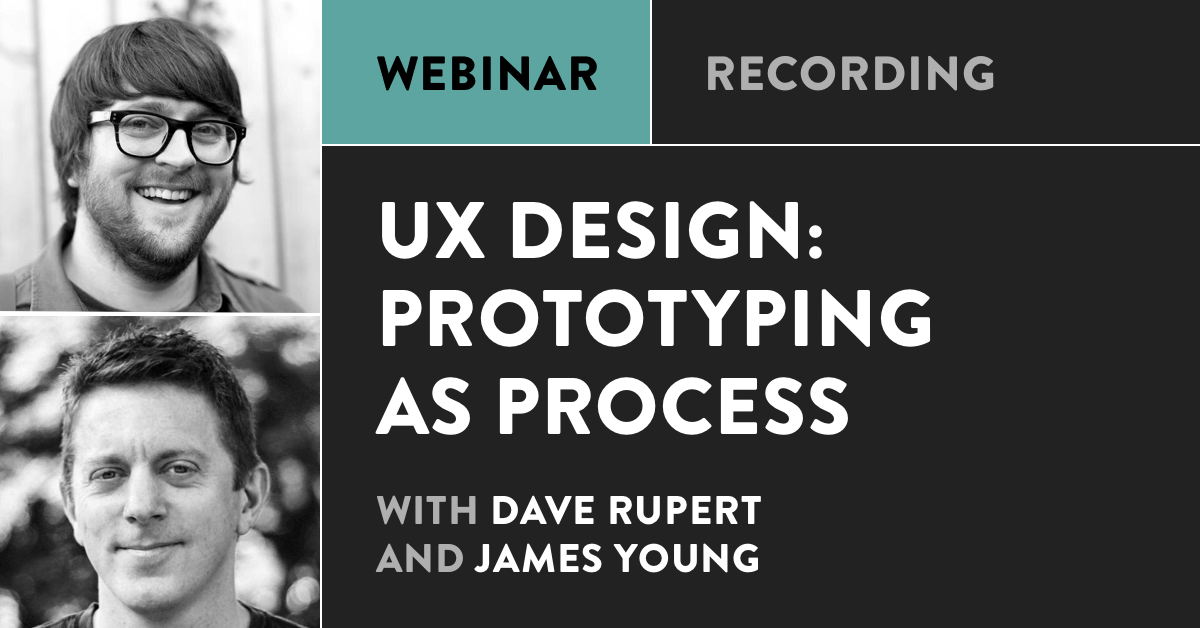 WEBINAR
RECORDING
UX DESIGN:
PROTOTYPING
AS PROCESS
WITH DAVE RUPERT
AND JAMES YOUNG